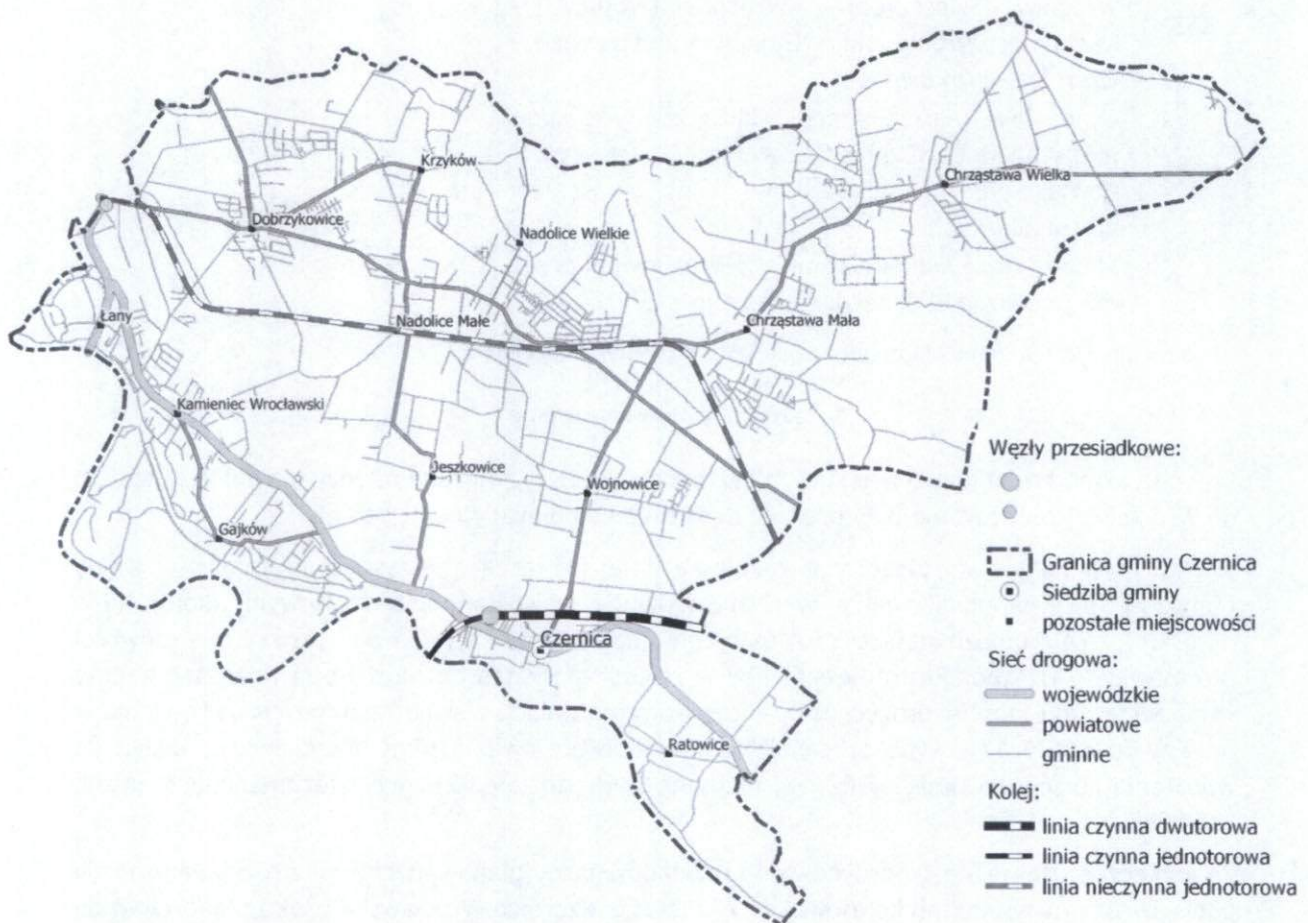 Krzyków
Chrząstawa Wielka
Dobrzykowice
Nadolice Wielkie
Łany
Nadolice Małe
Chrząstawa Mała
Kamieniec Wrocławski
Jeszkowice
Wojnowice
Gajków
Czernica
Ratowice
Węzły przesiadkowe:
Granica gminy Czernica
Siedziba gminy
pozostałe miejscowości
Sieć drogowa:
wojewódzkie
powiatowe
gminne
Kolej:
linia czynna dwutorowa
linia czynna jednotorowa
linia nieczynna jednotorowa